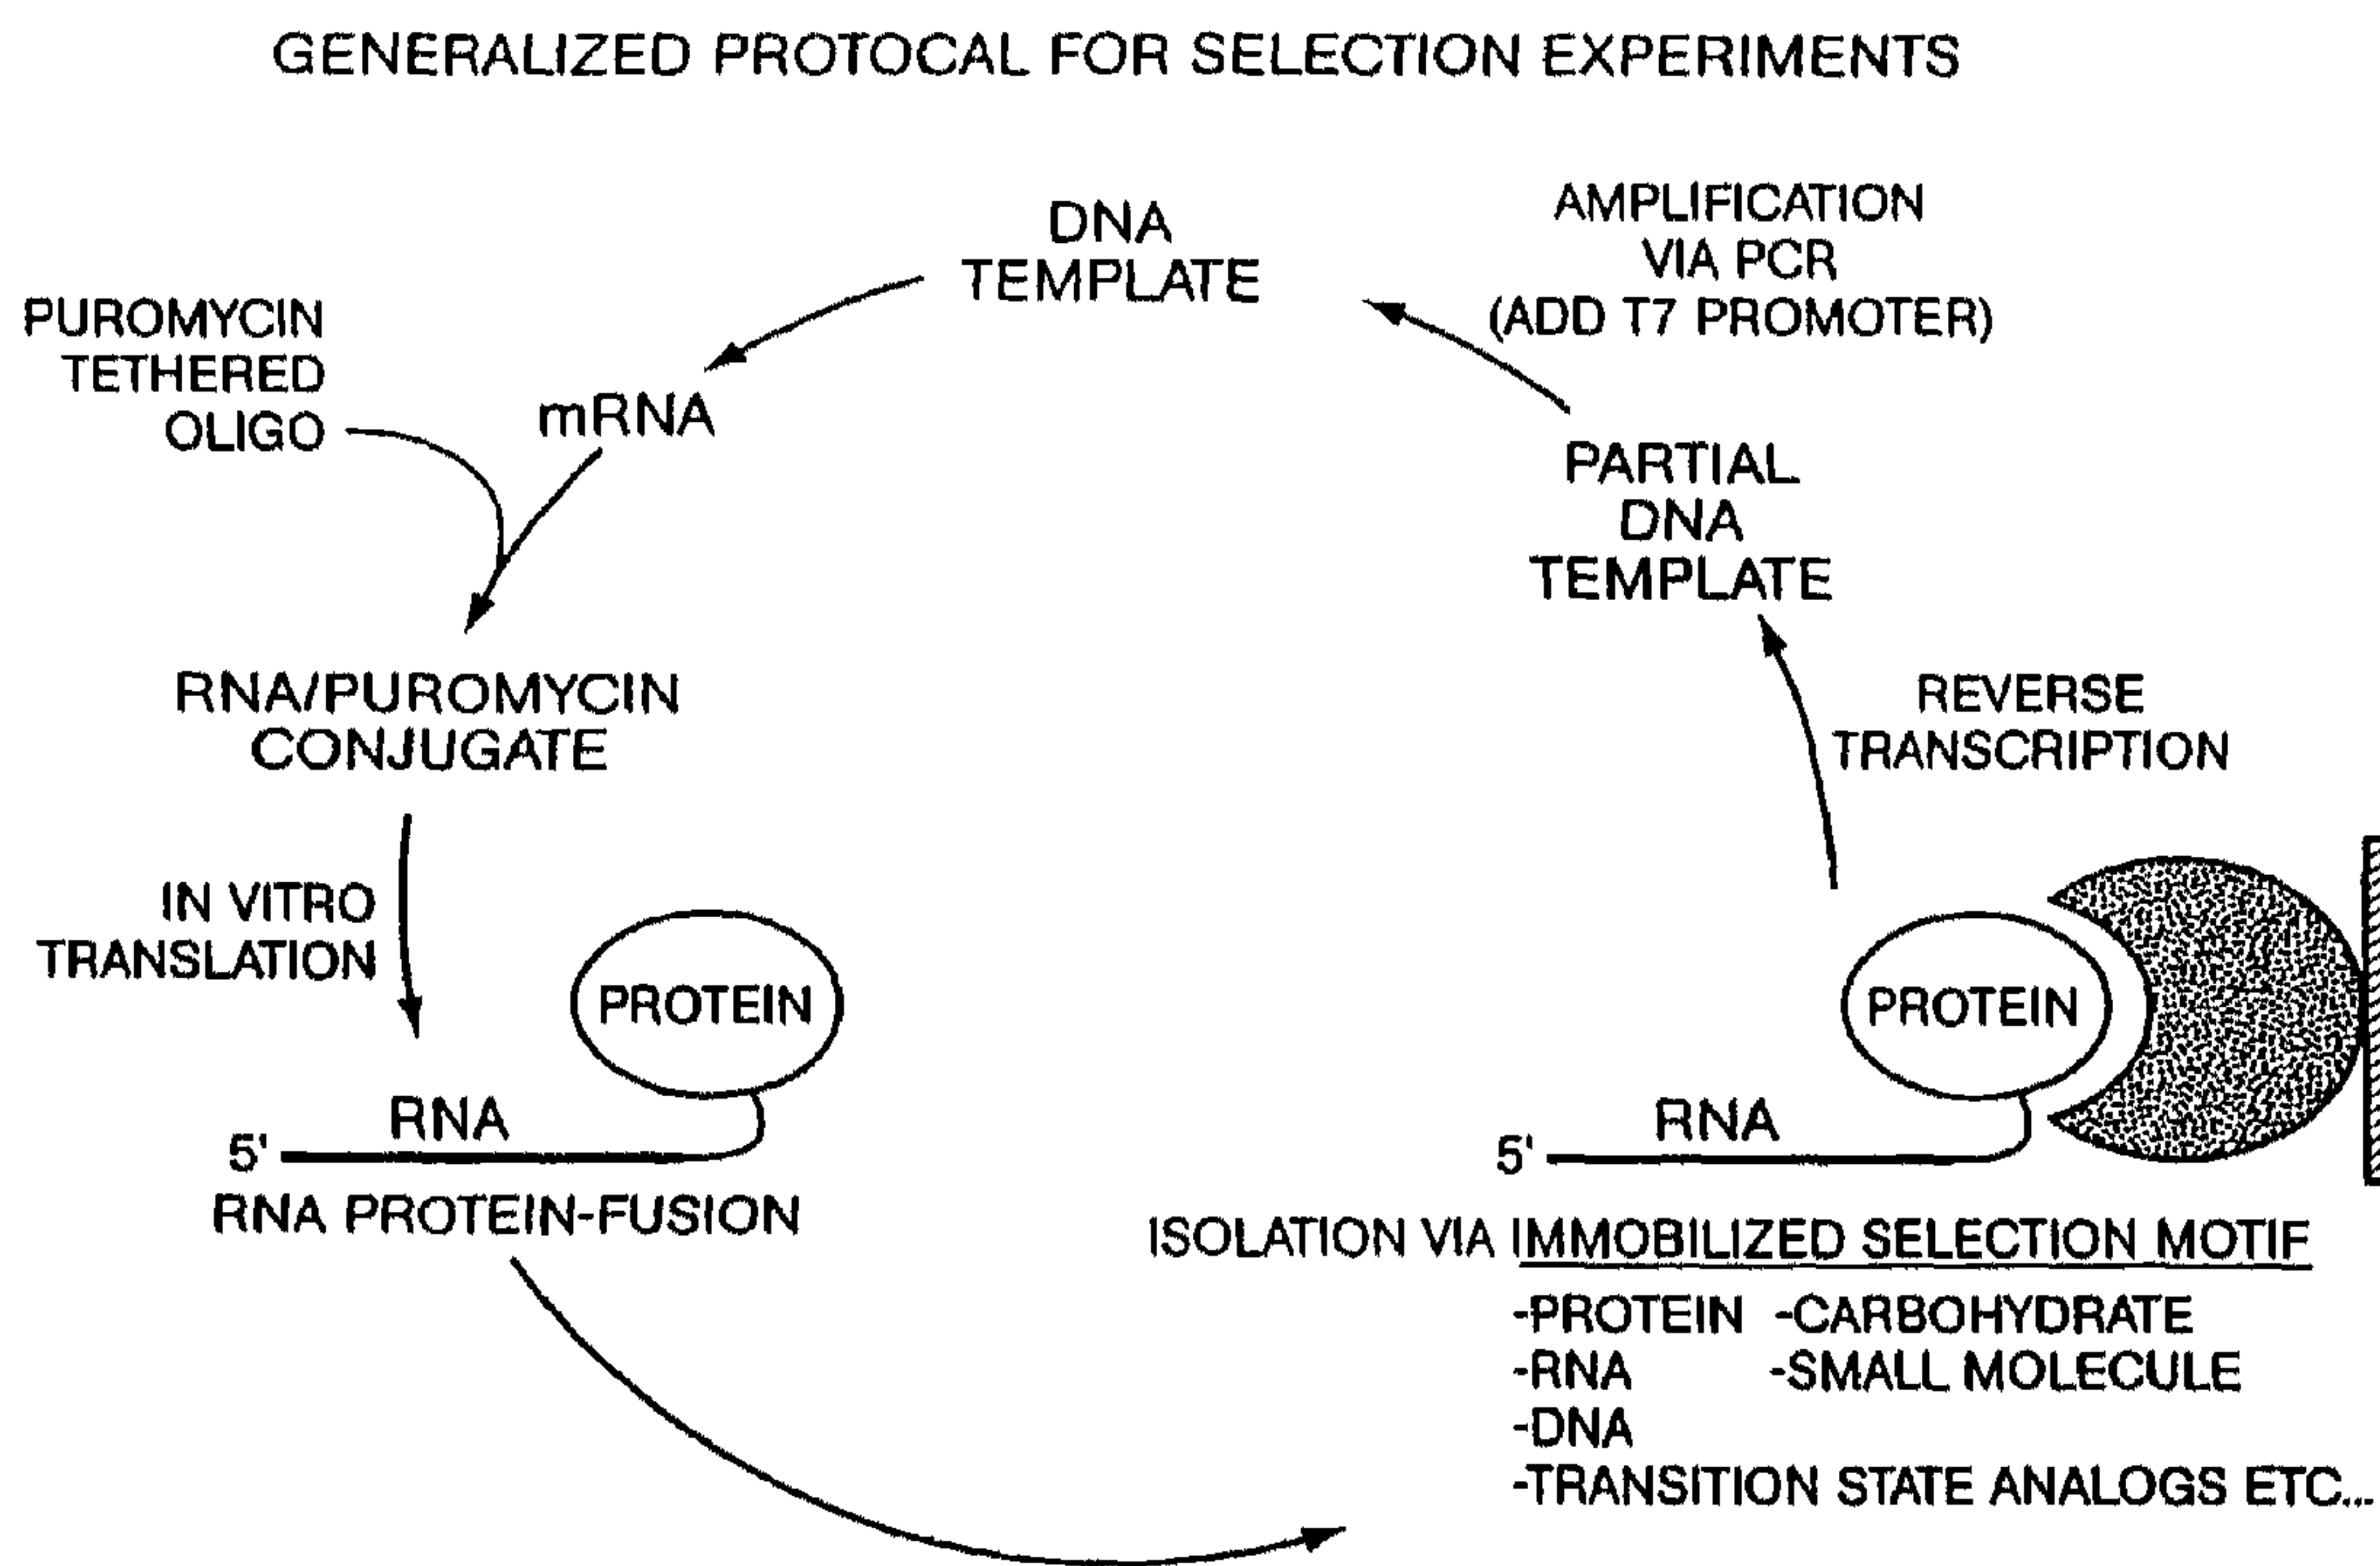 GENERALIZED PROTOCAL FOR SELECTION EXPERIMENTS
DNA
TEMPLATE
AMPLIFICATION
VIA PCR
(ADD T7 PROMOTER)
PUROMYCIN
TETHERED
OLIGO
mRNA
PARTIAL
DNA
TEMPLATE
RNA/PUROMYCIN
CONJUGATE
REVERSE
TRANSCRIPTION
IN VITRO
TRANSLATION
PROTEIN
RNA
5'
RNA PROTEIN-FUSION
PROTEIN
RNA
5'
ISOLATION VIA IMMOBILIZED SELECTION MOTIF
-PROTEIN -CARBOHYDRATE
-RNA -SMALL MOLECULE
-DNA
-TRANSITION STATE ANALOGS ETC...